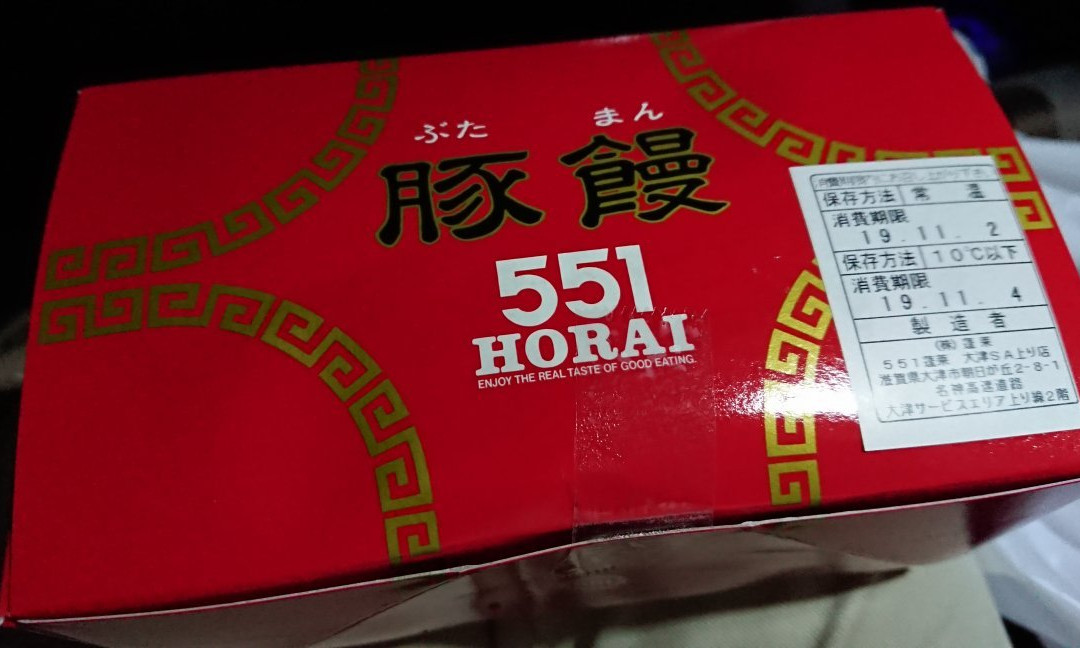 ぶた まん
豚饅
551
HORAI
ENJOY THE REAL TASTE OF GOOD EATING.
保存方法 常温
消費期限
19.11.2
保存方法 10℃以下
消費期限
19.11.4
製造者
(株)蓬莱
551蓬莱 大津SA上り店
滋賀県大津市朝日が丘2-8-1
名神高速道路
大津サービスエリア上り線2階